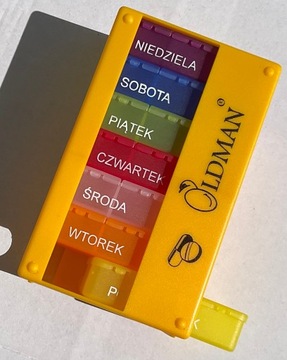 NIEDZIELA
SOBOTA
PIĄTEK
CZWARTEK
ŚRODA
WTOREK
P
K
OLDMAN®